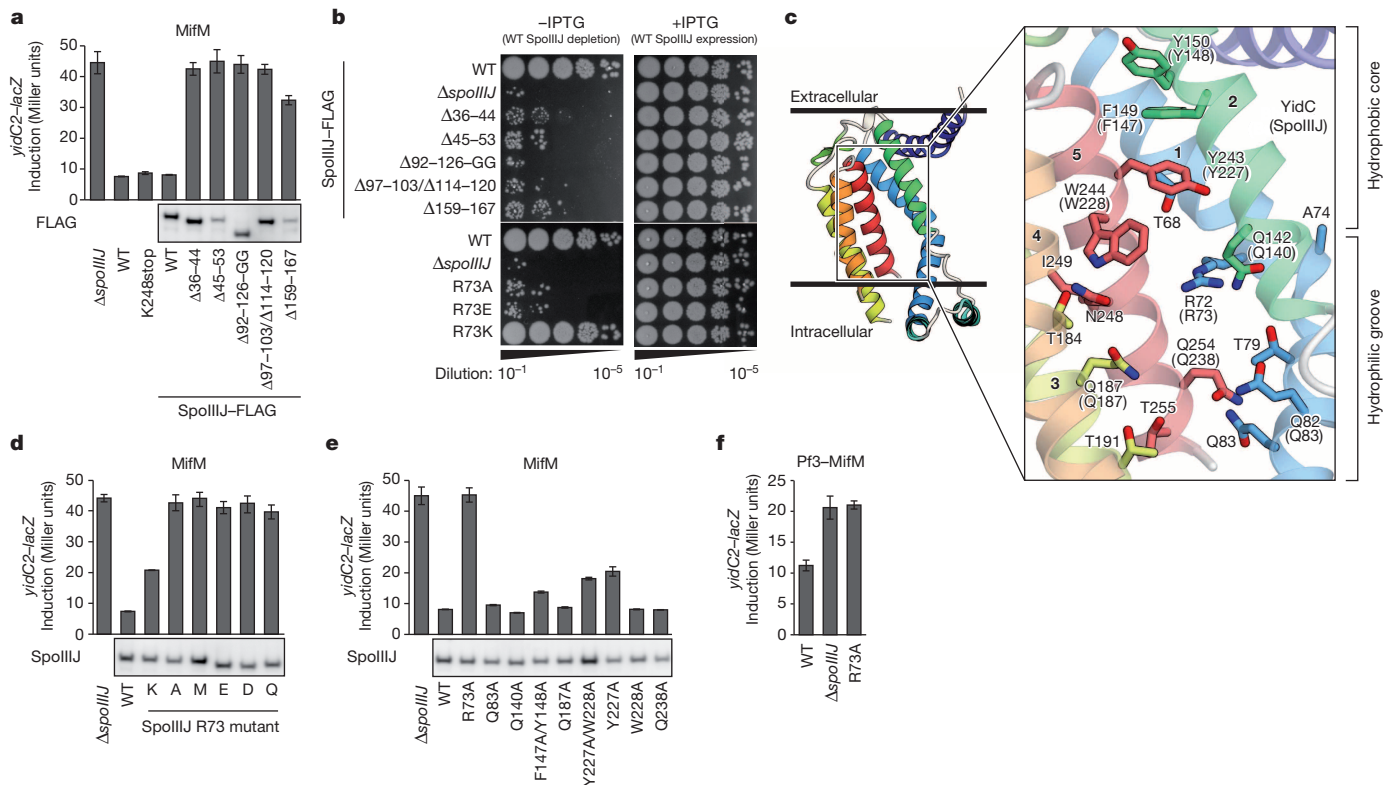 a
MifM
yidC2–lacZ
Induction (Miller units)
50
40
30
20
10
0
FLAG
ΔspoIIIJ
WT
K248stop
WT
Δ36–44
Δ45–53
Δ92–126–GG
Δ97–103/Δ114–120
Δ159–167
SpoIIIJ–FLAG
b
–IPTG
(WT SpoIIIJ depletion)
+IPTG
(WT SpoIIIJ expression)
SpoIIIJ–FLAG
WT
ΔspoIIIJ
Δ36–44
Δ45–53
Δ92–126–GG
Δ97–103/Δ114–120
Δ159–167
WT
ΔspoIIIJ
R73A
R73E
R73K
Dilution: 10⁻¹ 10⁻⁵ 10⁻¹ 10⁻⁵
c
Extracellular
Intracellular
Y150
(Y148)
F149
(F147)
2
YidC
(SpoIIIJ)
5
1
Y243
(Y227)
W244
(W228)
T68
A74
4
Q142
(Q140)
I249
R72
(R73)
N248
T184
Q254
(Q238)
T79
3
Q187
(Q187)
T255
Q82
(Q83)
T191
Q83
Hydrophobic core
Hydrophilic groove
d
MifM
yidC2–lacZ
Induction (Miller units)
50
40
30
20
10
0
SpoIIIJ
ΔspoIIIJ
WT
K
A
M
E
D
Q
SpoIIIJ R73 mutant
e
MifM
yidC2–lacZ
Induction (Miller units)
50
40
30
20
10
0
SpoIIIJ
ΔspoIIIJ
WT
R73A
Q83A
Q140A
F147A/Y148A
Q187A
Y227A/W228A
Y227A
W228A
Q238A
f
Pf3–MifM
yidC2–lacZ
Induction (Miller units)
25
20
15
10
5
0
WT
ΔspoIIIJ
R73A